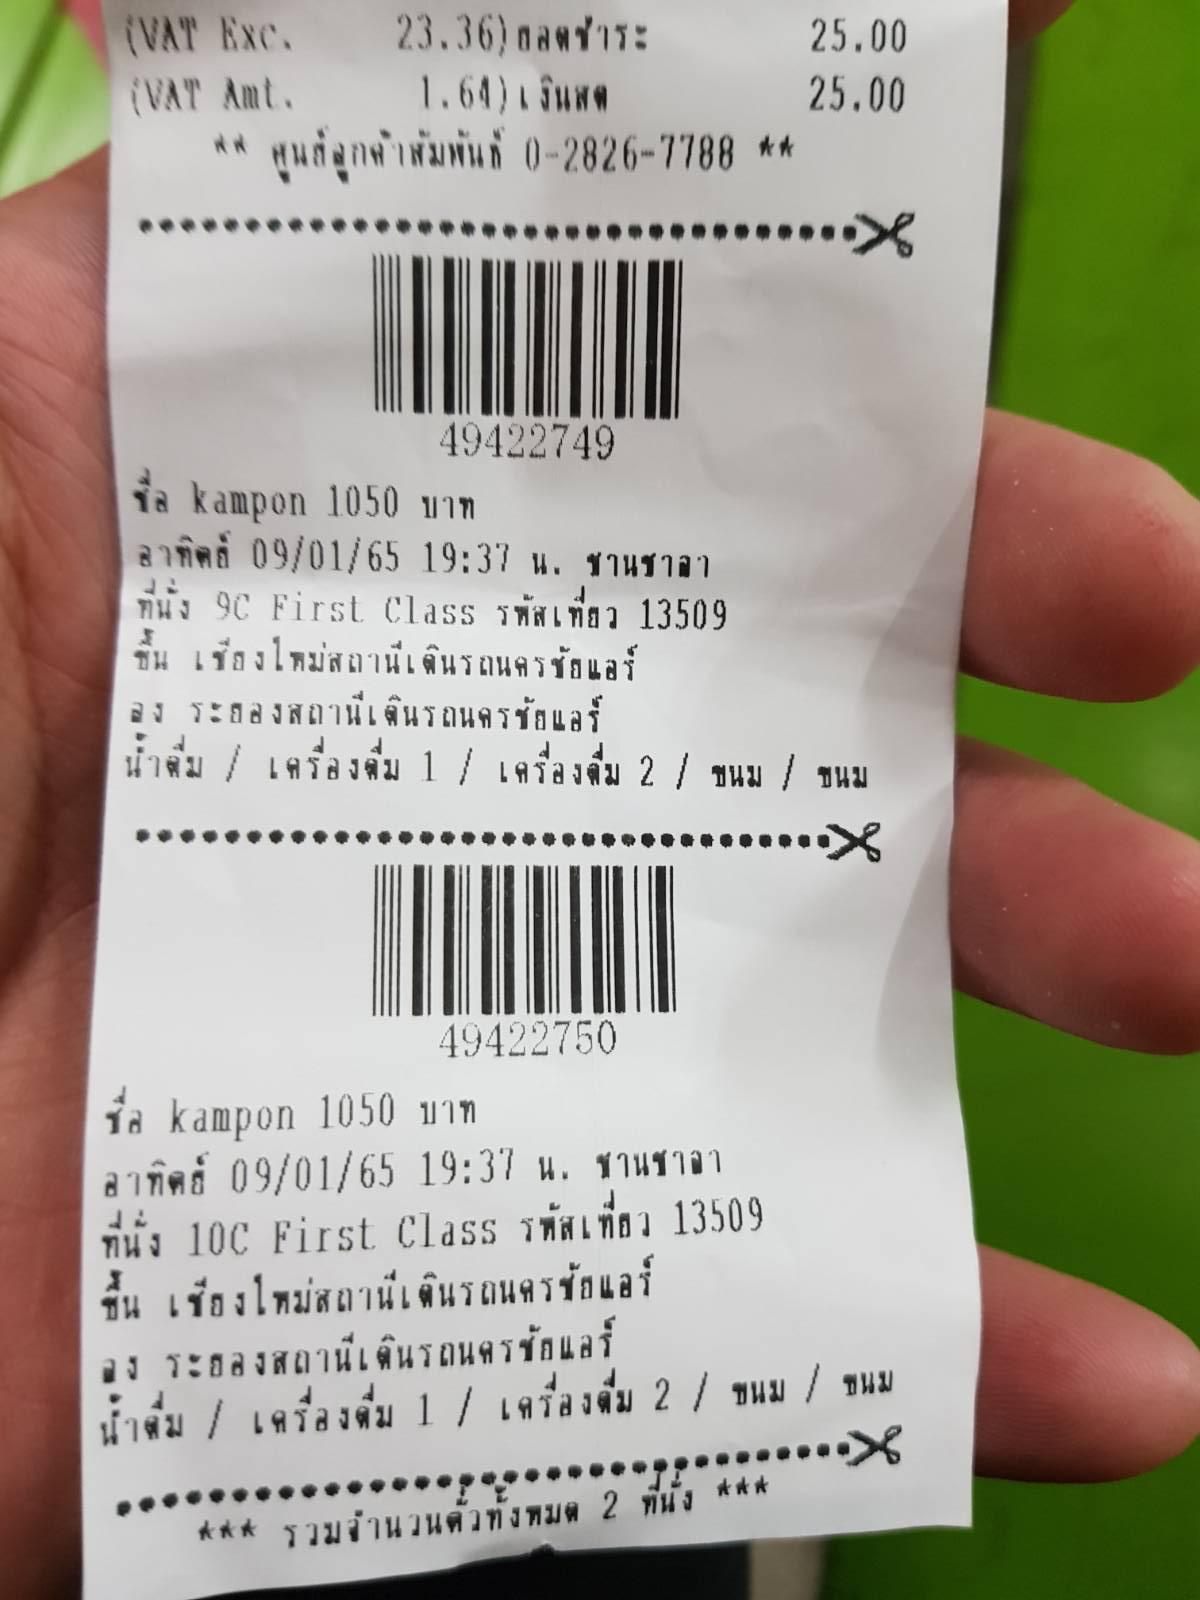 (VAT Exc. 23.36)ยอดชำระ 25.00
(VAT Amt. 1.64)เงินสด 25.00
** ศูนย์ลูกค้าสัมพันธ์ 0-2826-7788 **
49422749
ชื่อ kampon 1050 บาท
อาทิตย์ 09/01/65 19:37 น. ชานชาลา
ที่นั่ง 9C First Class รหัสเที่ยว 13509
ขึ้น เชียงใหม่สถานีเดินรถนครชัยแอร์
ลง ระยองสถานีเดินรถนครชัยแอร์
น้ำดื่ม / เครื่องดื่ม 1 / เครื่องดื่ม 2 / ขนม / ขนม
49422750
ชื่อ kampon 1050 บาท
อาทิตย์ 09/01/65 19:37 น. ชานชาลา
ที่นั่ง 10C First Class รหัสเที่ยว 13509
ขึ้น เชียงใหม่สถานีเดินรถนครชัยแอร์
ลง ระยองสถานีเดินรถนครชัยแอร์
น้ำดื่ม / เครื่องดื่ม 1 / เครื่องดื่ม 2 / ขนม / ขนม
*** รวมจำนวนตั๋วทั้งหมด 2 ที่นั่ง ***